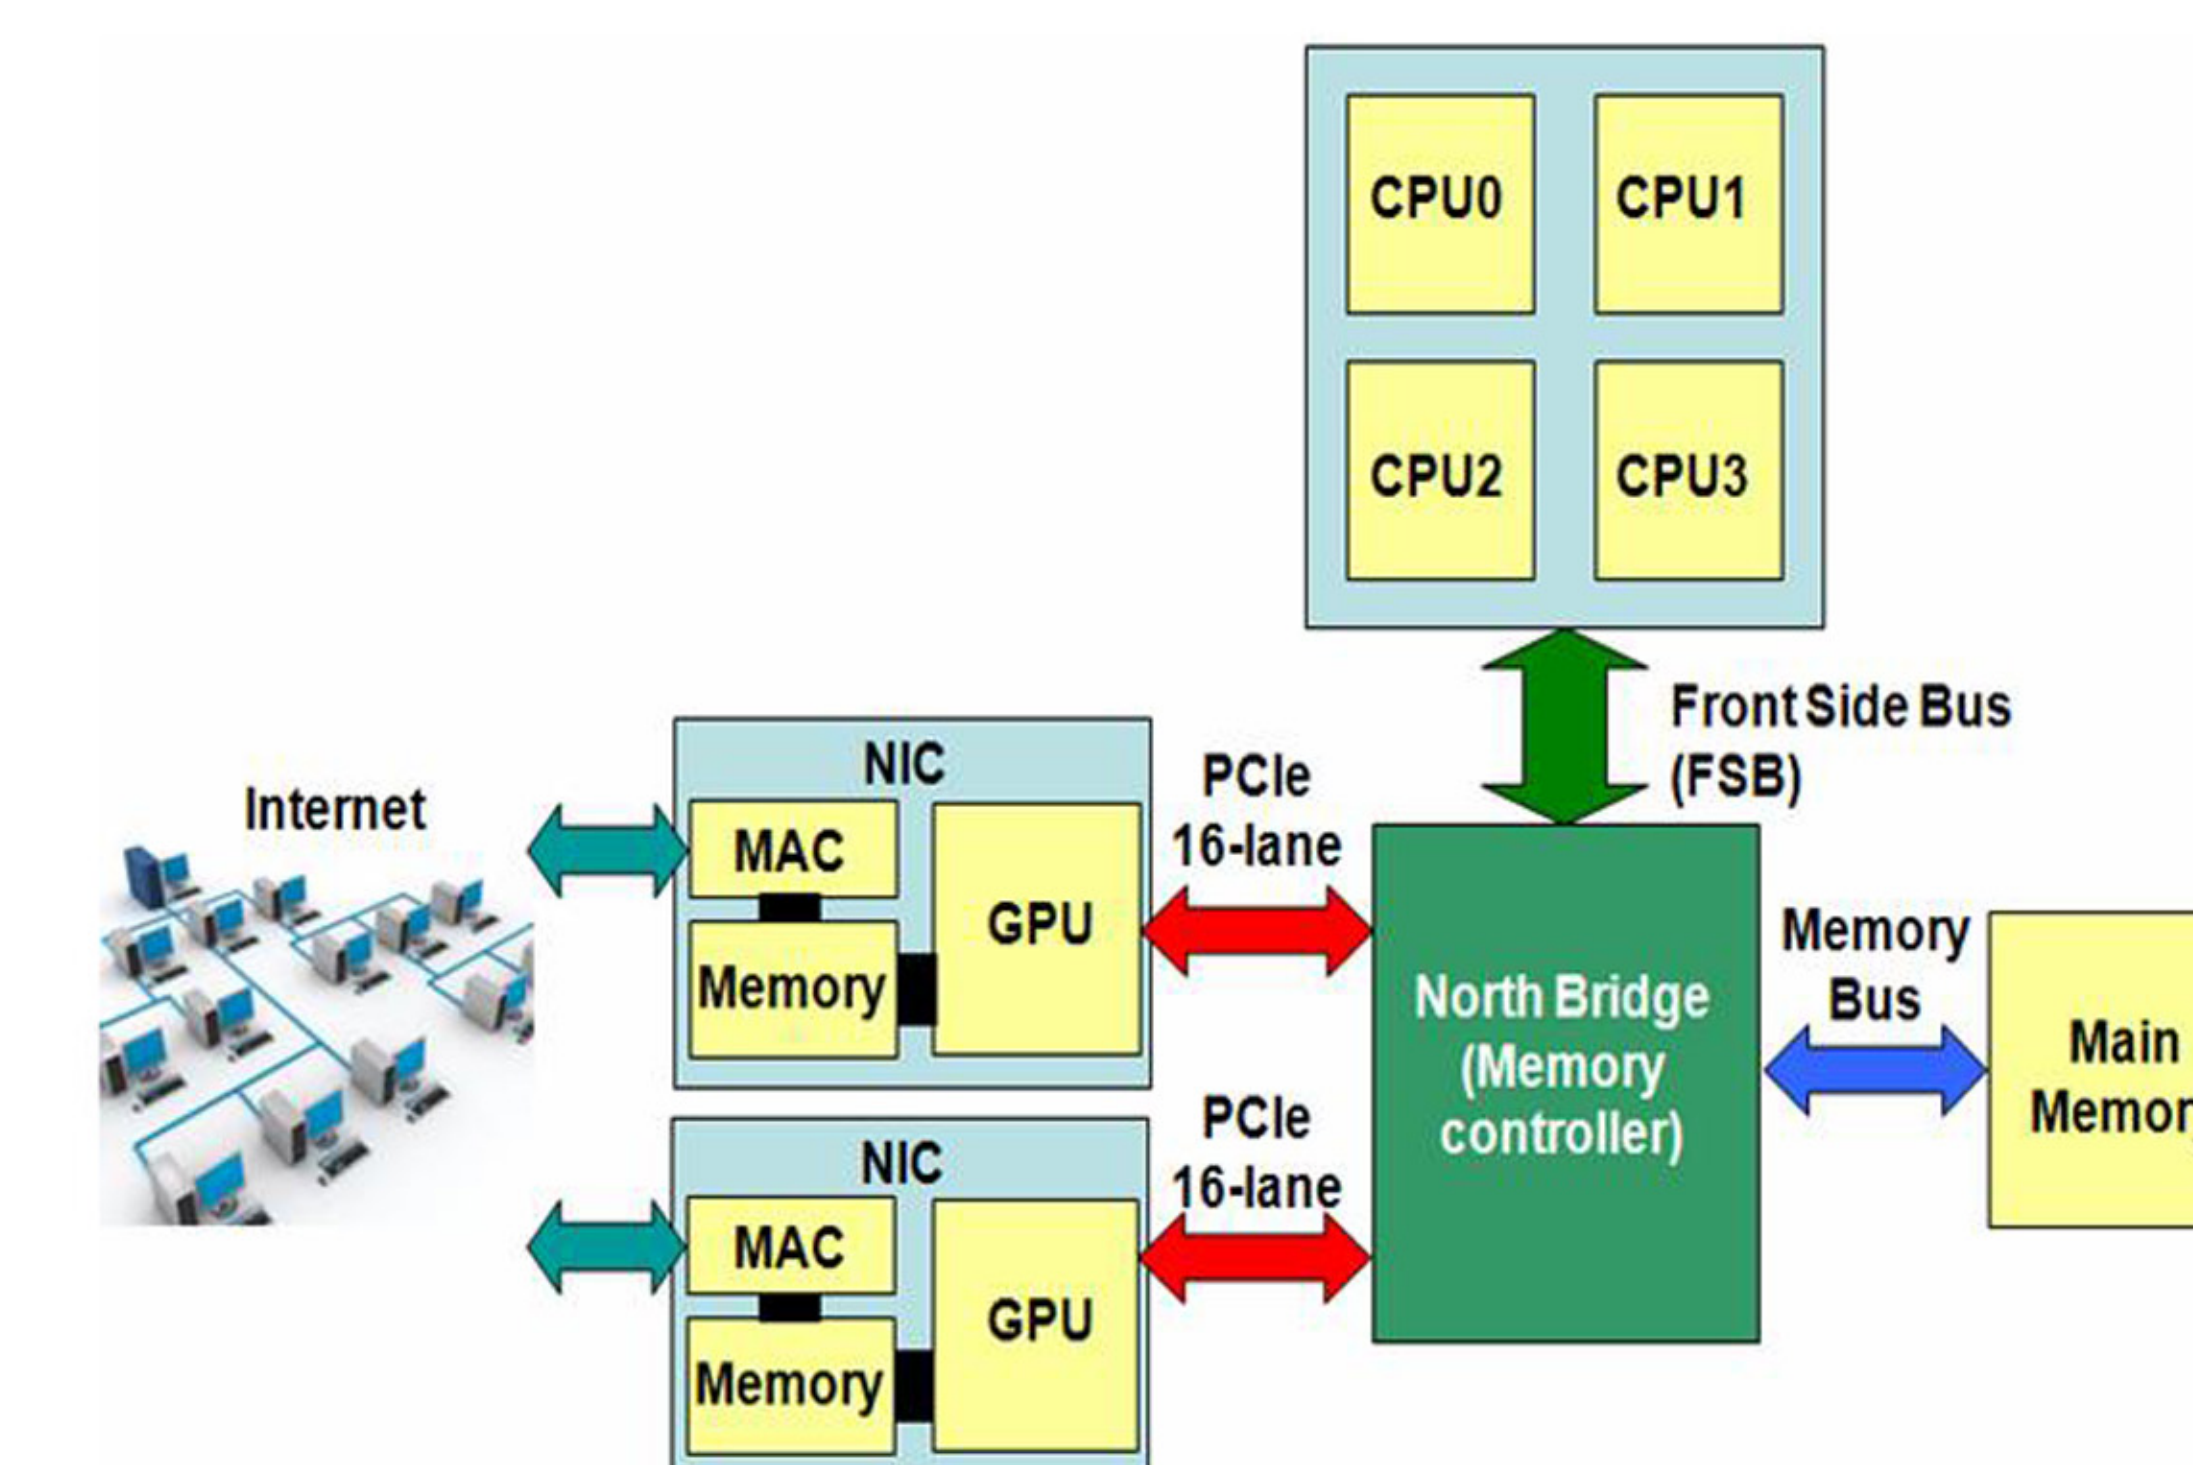 CPU0
CPU1
CPU2
CPU3
Front Side Bus
(FSB)
Internet
NIC
MAC
Memory
GPU
PCIe
16-lane
NIC
MAC
Memory
GPU
PCIe
16-lane
North Bridge
(Memory
controller)
Memory
Bus
Main